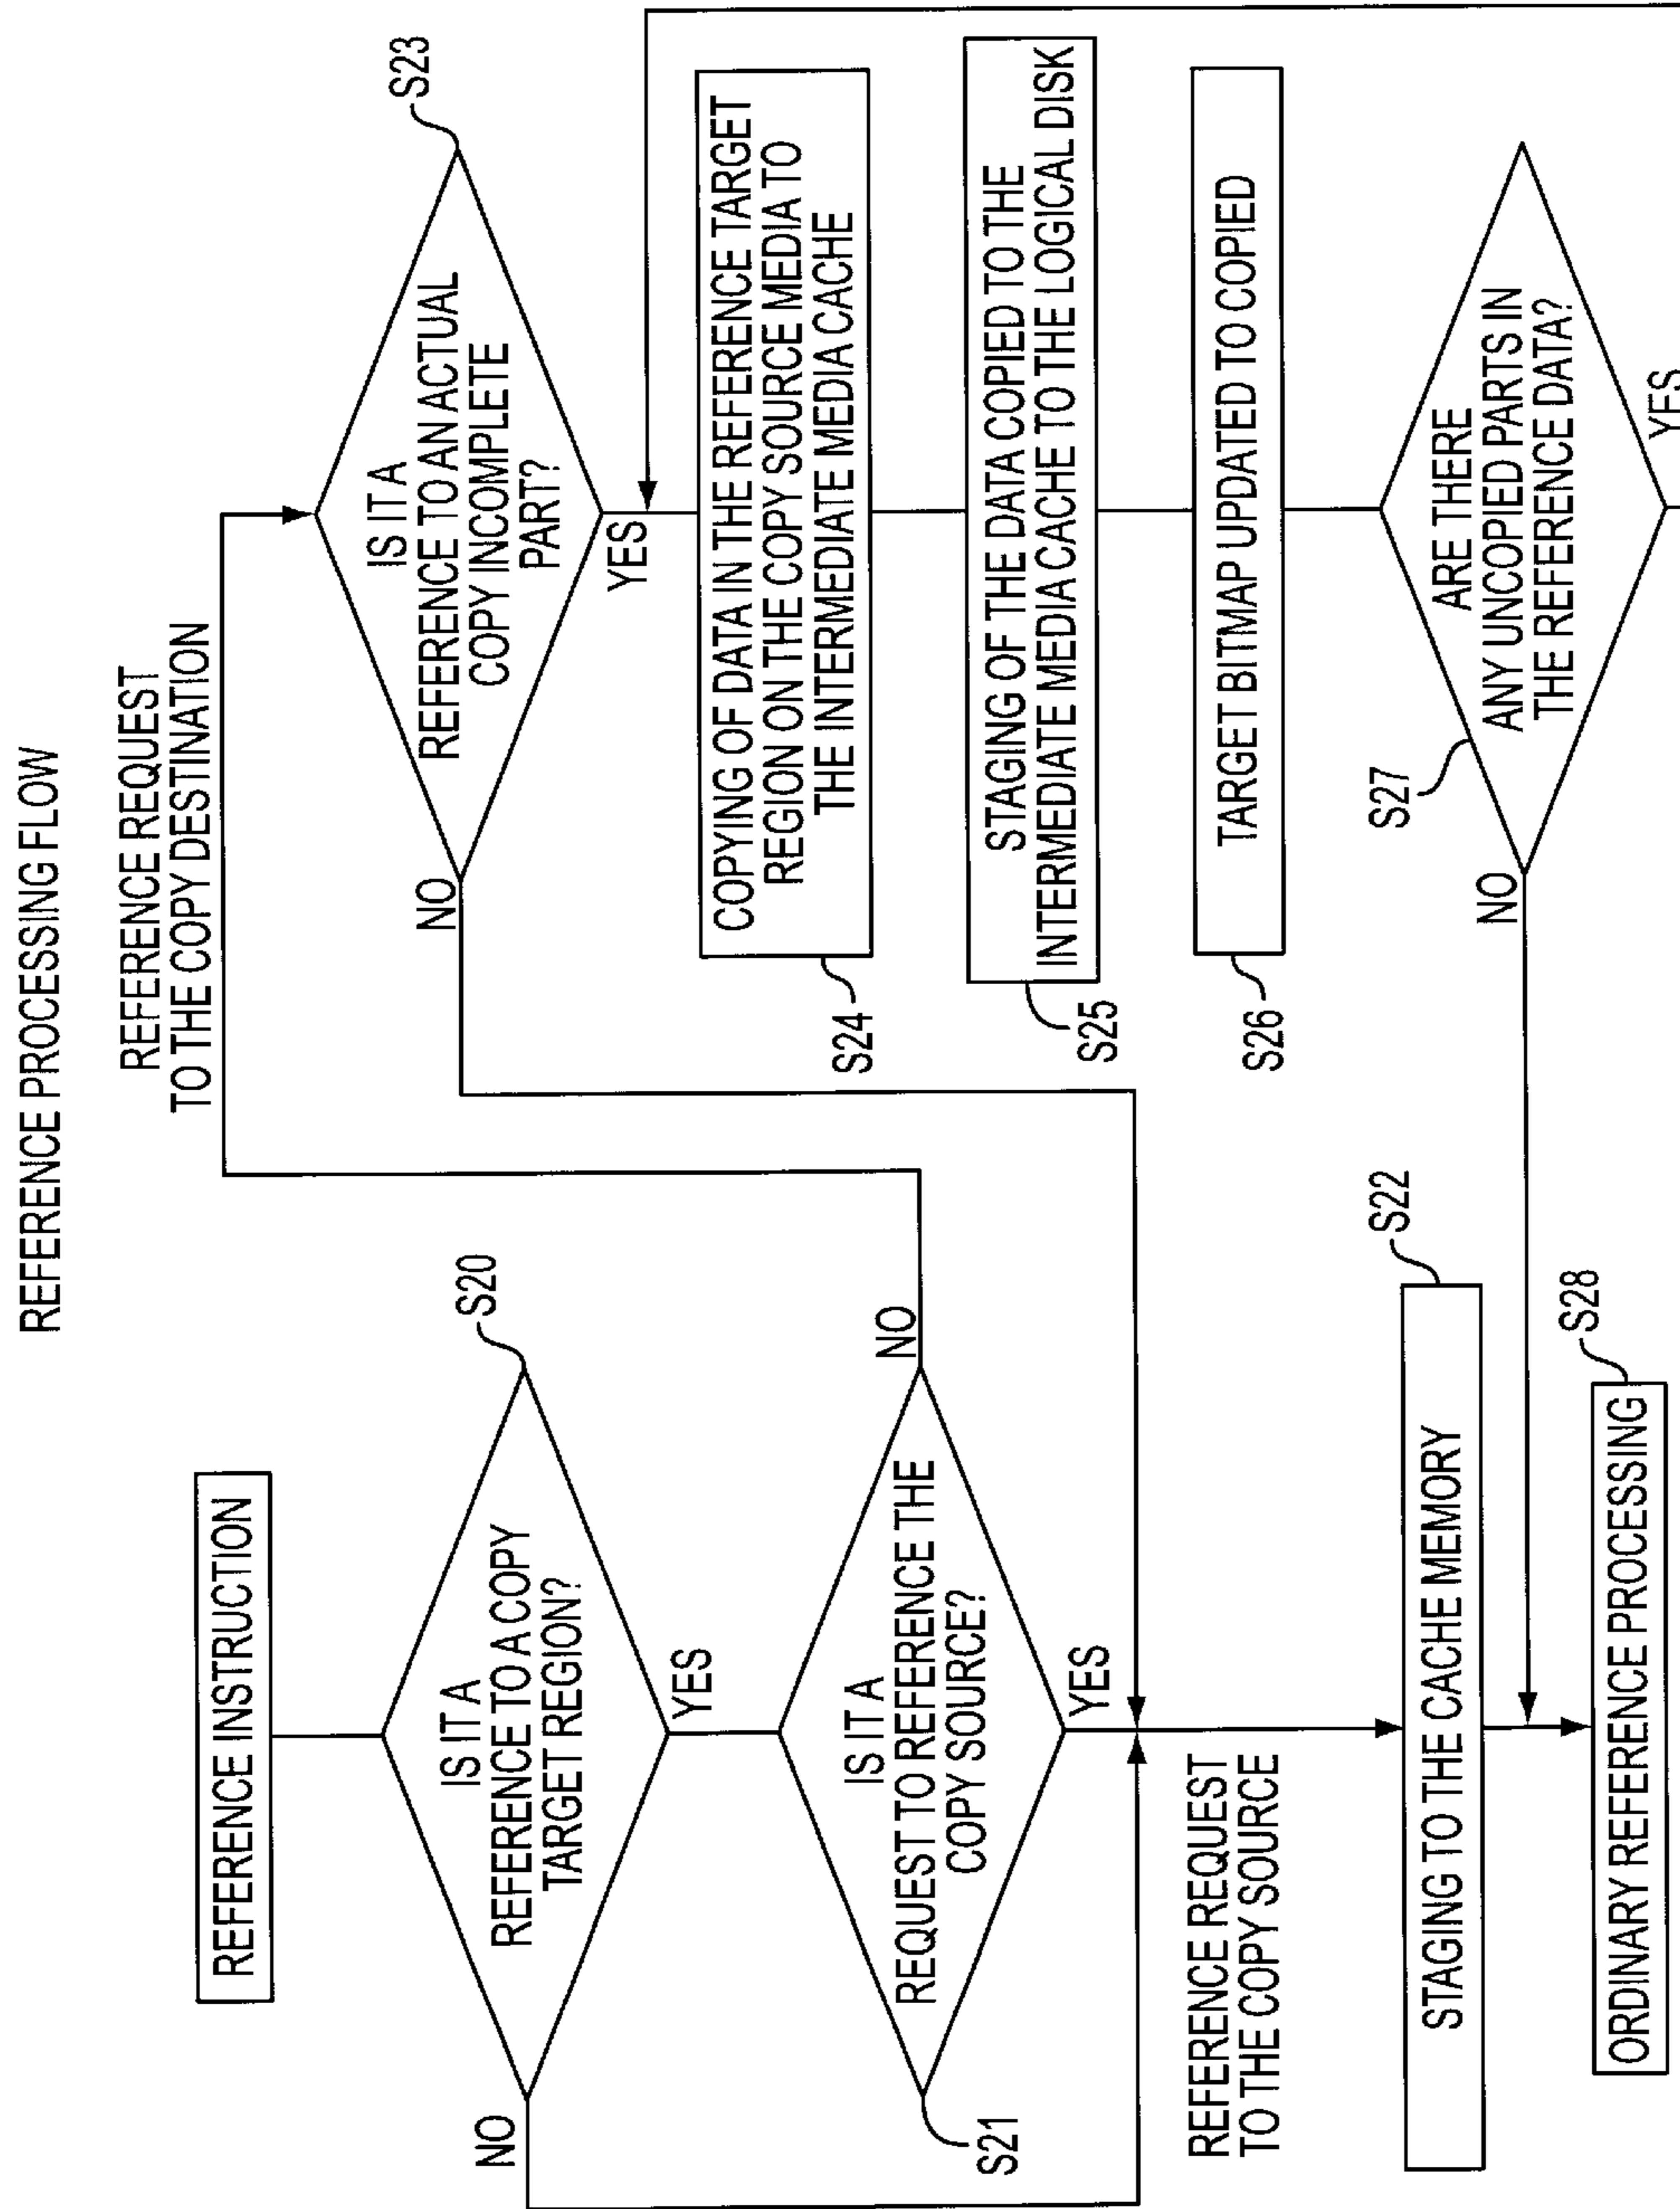 REFERENCE PROCESSING FLOW
REFERENCE INSTRUCTION
S20
IS IT A
REFERENCE TO A COPY
TARGET REGION?
NO
YES
IS IT A
REQUEST TO REFERENCE THE
COPY SOURCE?
S21
NO
YES
REFERENCE REQUEST
TO THE COPY SOURCE
S22
STAGING TO THE CACHE MEMORY
S28
ORDINARY REFERENCE PROCESSING
REFERENCE REQUEST
TO THE COPY DESTINATION
S23
IS IT A
REFERENCE TO AN ACTUAL
COPY INCOMPLETE
PART?
NO
YES
COPYING OF DATA IN THE REFERENCE TARGET
REGION ON THE COPY SOURCE MEDIA TO
THE INTERMEDIATE MEDIA CACHE
S24
STAGING OF THE DATA COPIED TO THE
INTERMEDIATE MEDIA CACHE TO THE LOGICAL DISK
S25
TARGET BITMAP UPDATED TO COPIED
S26
S27
ARE THERE
ANY UNCOPIED PARTS IN
THE REFERENCE DATA?
NO
YES